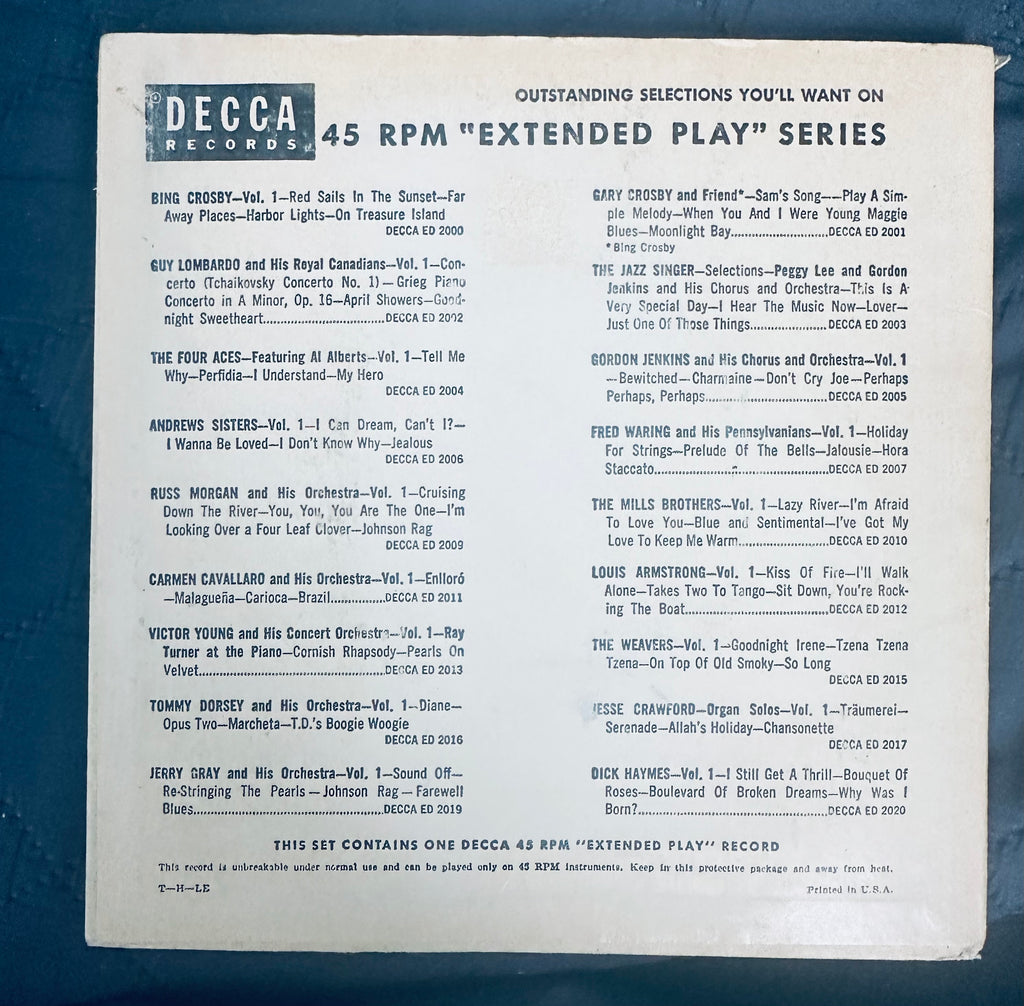 DECCA
RECORDS
OUTSTANDING SELECTIONS YOU'LL WANT ON
45 RPM "EXTENDED PLAY" SERIES
BING CROSBY—Vol. 1—Red Sails In The Sunset—Far
Away Places—Harbor Lights—On Treasure Island
DECCA ED 2000
GUY LOMBARDO and His Royal Canadians—Vol. 1—Con-
certo (Tchaikovsky Concerto No. 1)—Grieg Piano
Concerto in A Minor, Op. 16—April Showers—Good-
night Sweetheart..............................DECCA ED 2002
THE FOUR ACES—Featuring Al Alberts—Vol. 1—Tell Me
Why—Perfidia—I Understand—My Hero
DECCA ED 2004
ANDREWS SISTERS—Vol. 1—I Can Dream, Can't I?—
I Wanna Be Loved—I Don't Know Why—Jealous
DECCA ED 2006
RUSS MORGAN and His Orchestra—Vol. 1—Cruising
Down The River—You, You, You Are The One—I'm
Looking Over a Four Leaf Clover—Johnson Rag
DECCA ED 2009
CARMEN CAVALLARO and His Orchestra—Vol. 1—Enlloró
—Malagueña—Carioca—Brazil..............DECCA ED 2011
VICTOR YOUNG and His Concert Orchestra—Vol. 1—Ray
Turner at the Piano—Cornish Rhapsody—Pearls On
Velvet..............................................DECCA ED 2013
TOMMY DORSEY and His Orchestra—Vol. 1—Diane—
Opus Two—Marcheta—T.D.'s Boogie Woogie
DECCA ED 2016
JERRY GRAY and His Orchestra—Vol. 1—Sound Off—
Re-Stringing The Pearls—Johnson Rag—Farewell
Blues................................................DECCA ED 2019
GARY CROSBY and Friend*—Sam's Song——Play A Sim-
ple Melody—When You And I Were Young Maggie
Blues—Moonlight Bay........................DECCA ED 2001
* Bing Crosby
THE JAZZ SINGER—Selections—Peggy Lee and Gordon
Jenkins and His Chorus and Orchestra—This Is A
Very Special Day—I Hear The Music Now—Lover—
Just One Of Those Things...................DECCA ED 2003
GORDON JENKINS and His Chorus and Orchestra—Vol. 1
—Bewitched—Charmaine—Don't Cry Joe—Perhaps
Perhaps, Perhaps..............................DECCA ED 2005
FRED WARING and His Pennsylvanians—Vol. 1—Holiday
For Strings—Prelude Of The Bells—Jalousie—Hora
Staccato...........................................DECCA ED 2007
THE MILLS BROTHERS—Vol. 1—Lazy River—I'm Afraid
To Love You—Blue and Sentimental—I've Got My
Love To Keep Me Warm......................DECCA ED 2010
LOUIS ARMSTRONG—Vol. 1—Kiss Of Fire—I'll Walk
Alone—Takes Two To Tango—Sit Down, You're Rock-
ing The Boat...................................DECCA ED 2012
THE WEAVERS—Vol. 1—Goodnight Irene—Tzena Tzena
Tzena—On Top Of Old Smoky—So Long
DECCA ED 2015
JESSE CRAWFORD—Organ Solos—Vol. 1—Träumerei—
Serenade—Allah's Holiday—Chansonette
DECCA ED 2017
DICK HAYMES—Vol. 1—I Still Get A Thrill—Bouquet Of
Roses—Boulevard Of Broken Dreams—Why Was I
Born?..............................................DECCA ED 2020
THIS SET CONTAINS ONE DECCA 45 RPM "EXTENDED PLAY" RECORD
This record is unbreakable under normal use and can be played only on 45 RPM instruments. Keep in this protective package and away from heat.
T—H—LE
Printed in U.S.A.